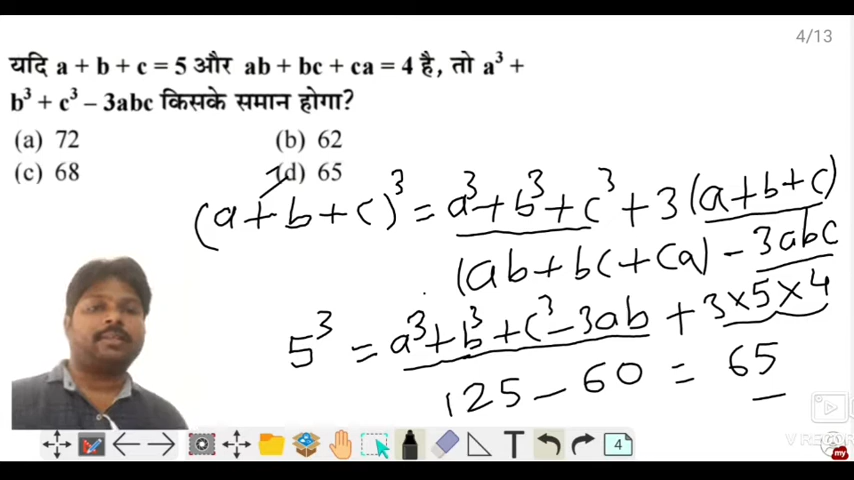 4/13
यदि a + b + c = 5 और ab + bc + ca = 4 है, तो a³ +
b³ + c³ – 3abc किसके समान होगा?
(a) 72 (b) 62
(c) 68 (d) 65
(a+b+c)³ = a³+b³+c³ + 3(a+b+c)
(ab+bc+ca) - 3abc
5³ = a³+b³+c³-3ab + 3×5×4
125 - 60 = 65
T 4
V RECOR
my